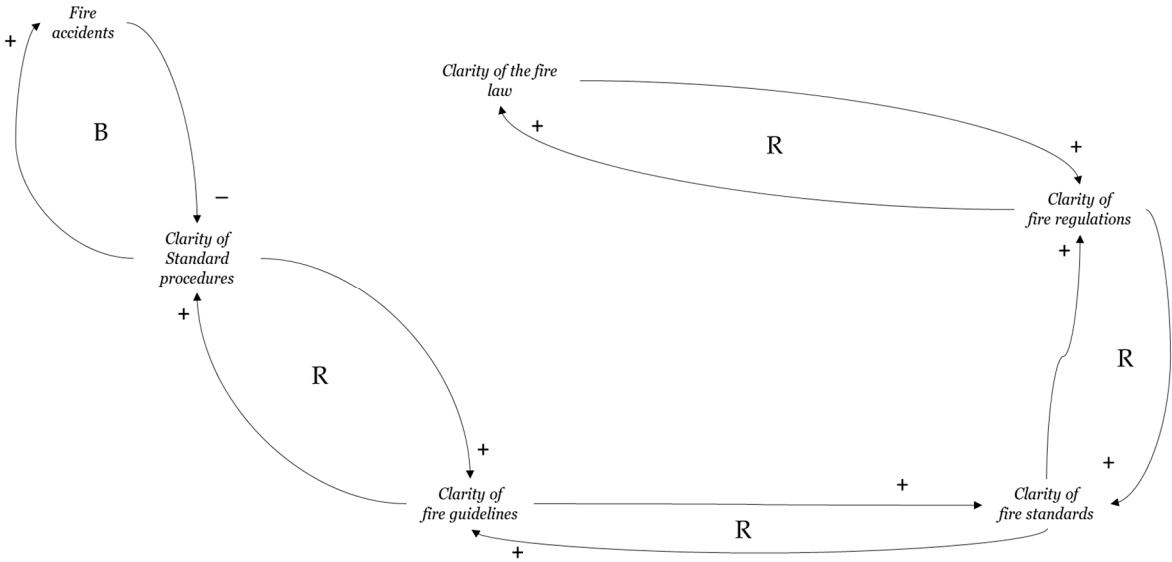 Fire
accidents
+
B
−
Clarity of the fire
law
+
R
+
Clarity of
fire regulations
+
Clarity of
Standard
procedures
+
R
R
+
+
Clarity of
fire guidelines
+
R
+
Clarity of
fire standards